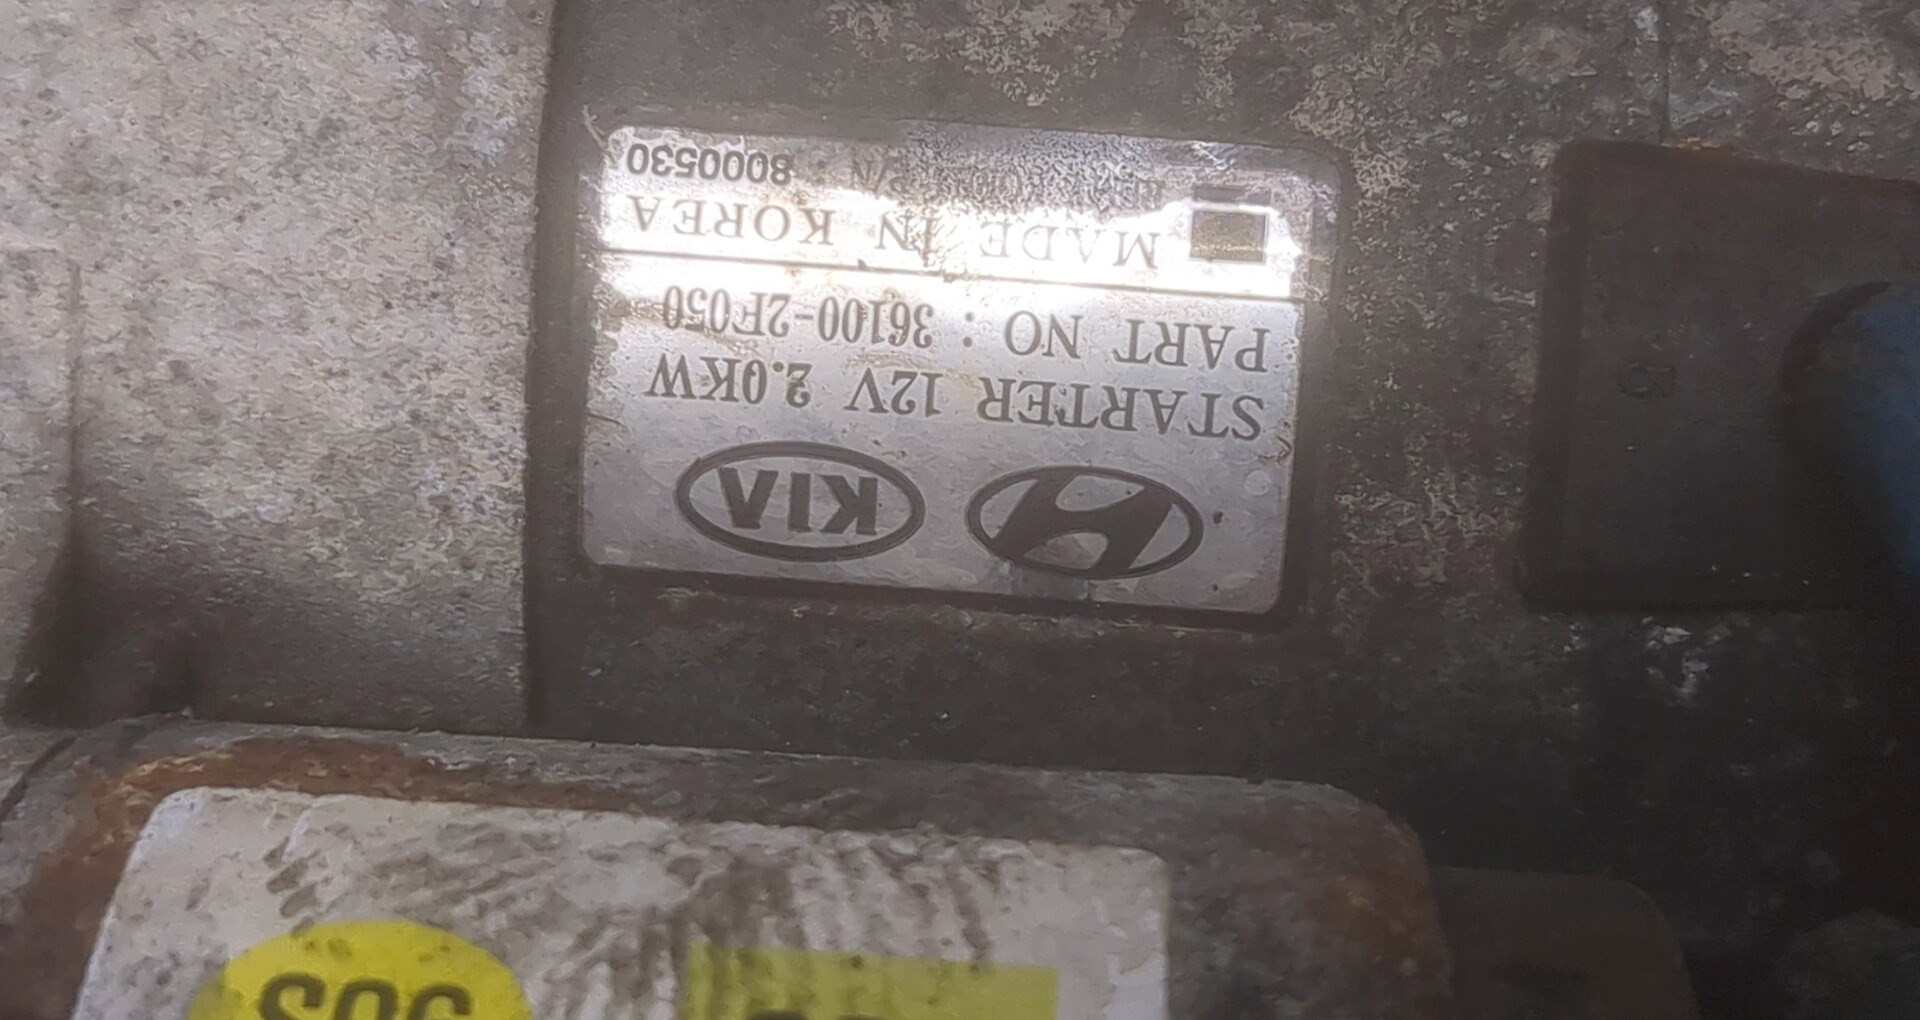 KIA
STARTER 12V 2.0KW
PART NO : 36100-2F050
MADE IN KOREA
8000530